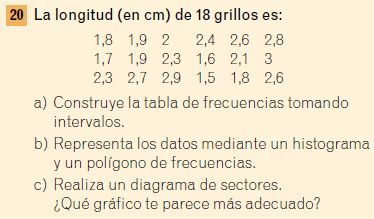 20 La longitud (en cm) de 18 grillos es:
1,8 1,9 2 2,4 2,6 2,8
1,7 1,9 2,3 1,6 2,1 3
2,3 2,7 2,9 1,5 1,8 2,6
a) Construye la tabla de frecuencias tomando
intervalos.
b) Representa los datos mediante un histograma
y un polígono de frecuencias.
c) Realiza un diagrama de sectores.
¿Qué gráfico te parece más adecuado?